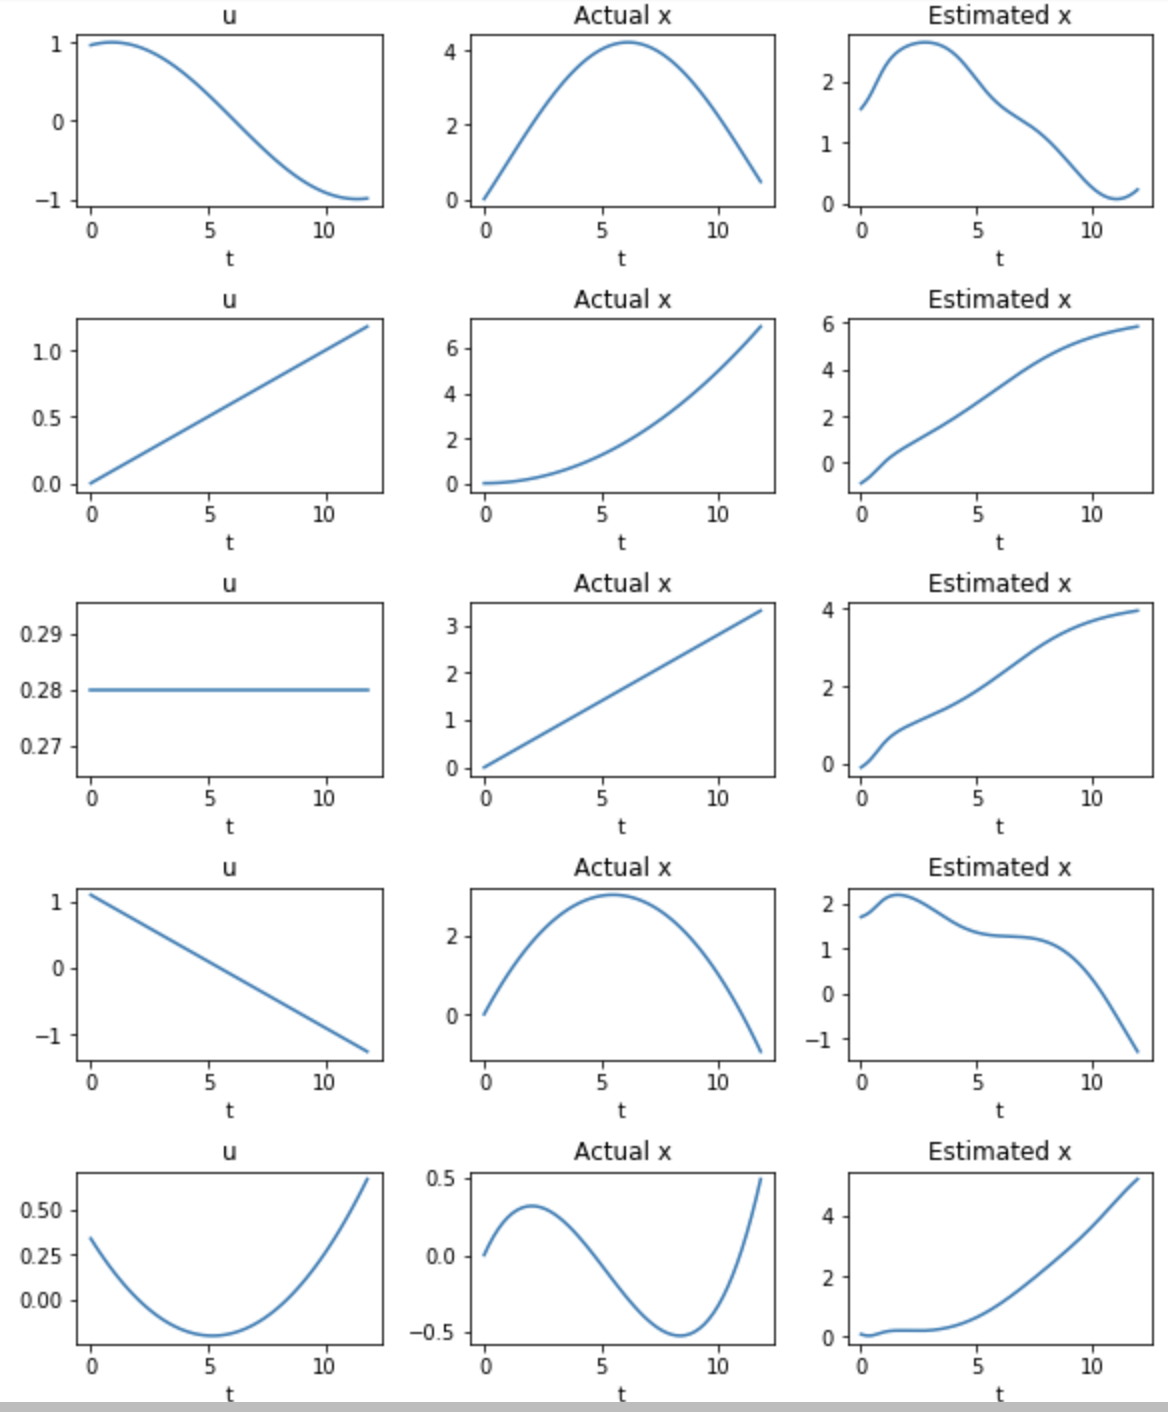 u Actual x Estimated x
1 4 2
0 2 1
−1 0 0
0 5 10 0 5 10 0 5 10
t t t
u Actual x Estimated x
1.0 6 6
0.5 4 4
0.0 2 2
0 0
0 5 10 0 5 10 0 5 10
t t t
u Actual x Estimated x
0.29 3 4
0.28 2 2
0.27 1 0
0
0 5 10 0 5 10 0 5 10
t t t
u Actual x Estimated x
1 2 2
0 0 1
−1 0
−1
0 5 10 0 5 10 0 5 10
t t t
u Actual x Estimated x
0.50 0.5 4
0.25 0.0 2
0.00 −0.5 0
0 5 10 0 5 10 0 5 10
t t t